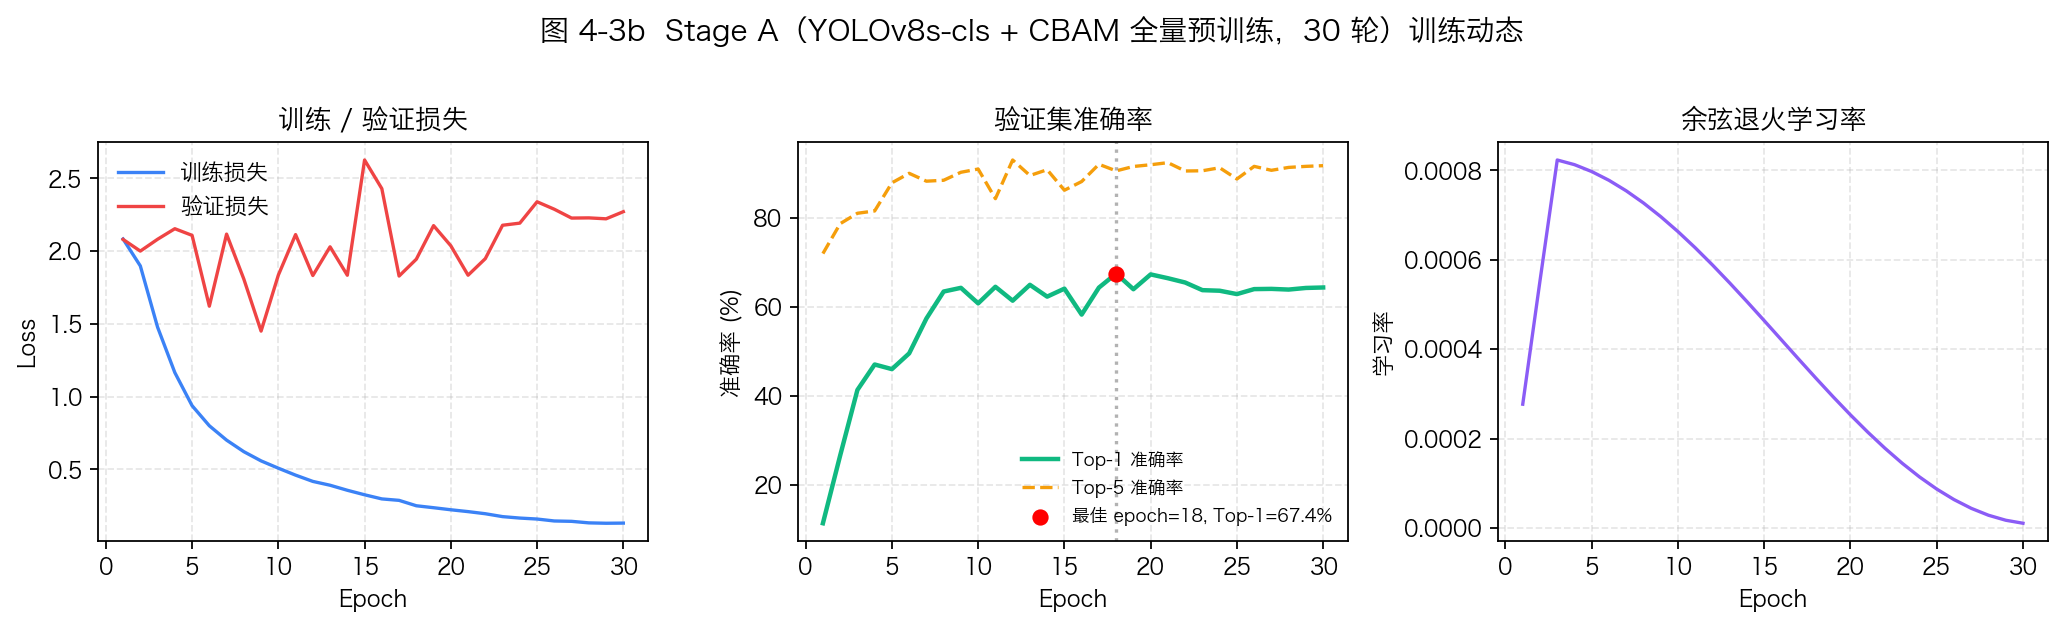 图 4-3b Stage A（YOLOv8s-cls + CBAM 全量预训练，30 轮）训练动态
训练 / 验证损失
Loss
2.5
2.0
1.5
1.0
0.5
训练损失
验证损失
0 5 10 15 20 25 30
Epoch
验证集准确率
准确率 (%)
80
60
40
20
Top-1 准确率
Top-5 准确率
最佳 epoch=18, Top-1=67.4%
0 5 10 15 20 25 30
Epoch
余弦退火学习率
学习率
0.0008
0.0006
0.0004
0.0002
0.0000
0 5 10 15 20 25 30
Epoch